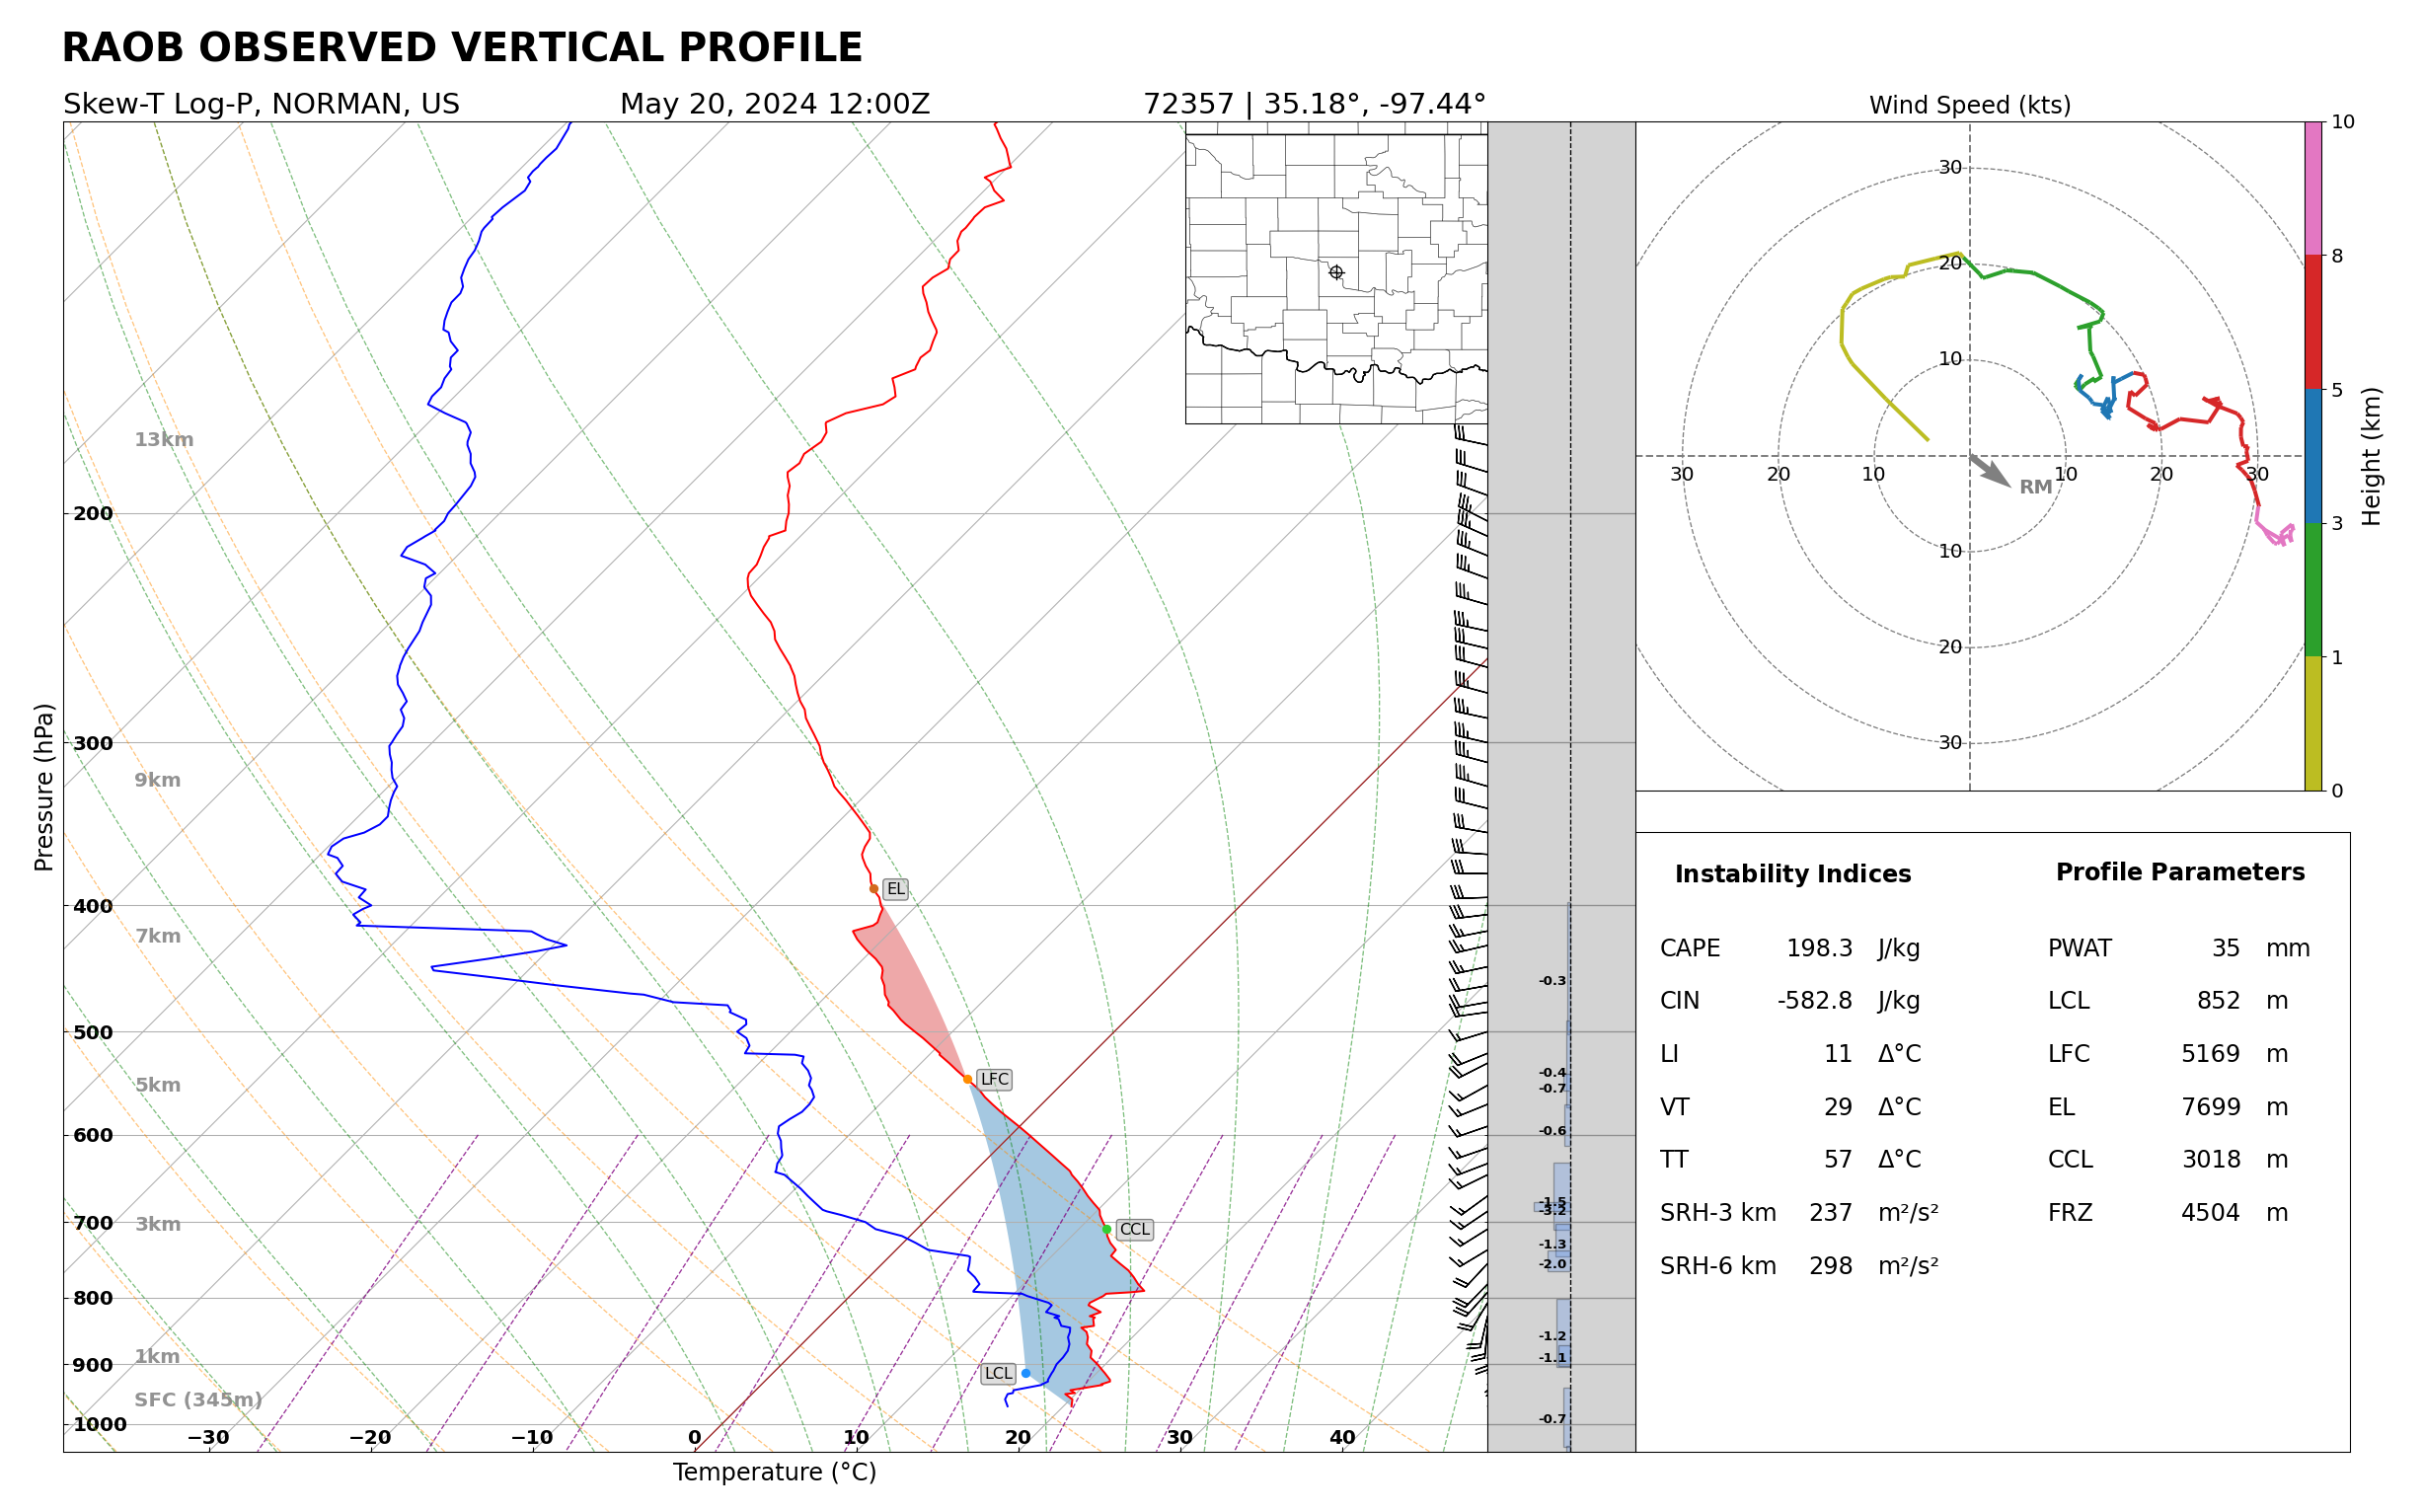 RAOB OBSERVED VERTICAL PROFILE
Skew-T Log-P, NORMAN, US
May 20, 2024 12:00Z
72357 | 35.18°, -97.44°
Pressure (hPa)
200
300
400
500
600
700
800
900
1000
13km
9km
7km
5km
3km
1km
SFC (345m)
EL
LFC
CCL
LCL
−30
−20
−10
0
10
20
30
40
Temperature (°C)
-0.3
-0.4
-0.7
-0.6
-1.5
-3.2
-1.3
-2.0
-1.2
-1.1
-0.7
Wind Speed (kts)
30
20
10
30
20
10
10
20
30
10
20
30
RM
10
8
5
3
1
0
Height (km)
Instability Indices
CAPE 198.3 J/kg
CIN -582.8 J/kg
LI 11 Δ°C
VT 29 Δ°C
TT 57 Δ°C
SRH-3 km 237 m²/s²
SRH-6 km 298 m²/s²
Profile Parameters
PWAT 35 mm
LCL 852 m
LFC 5169 m
EL 7699 m
CCL 3018 m
FRZ 4504 m